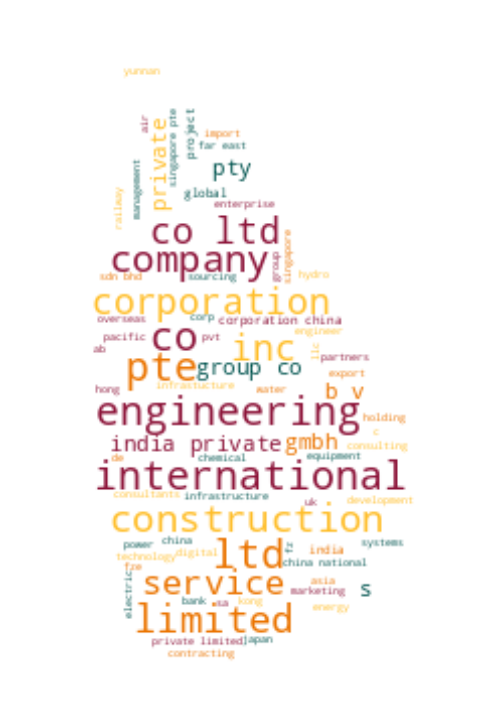 yunnan
air
private
singapore pte
project
import
far east
management
pty
railway
global
enterprise
co ltd
company
group
singapore
sdn bhd
sourcing
hydro
corporation
overseas
corp
corporation china
pacific
co
pvt
inc
engineer
llc
ab
partners
pte
group co
export
hong
infrastucture
water
b v
engineering
holding
india private
gmbh
c
consulting
de
chemical
equipment
international
consultants
infrastructure
uk
development
construction
power
china
ltd
fz
india
systems
technology
digital
china national
fze
electric
service
asia
marketing
s
bank
sa
kong
energy
limited
private limited
japan
contracting